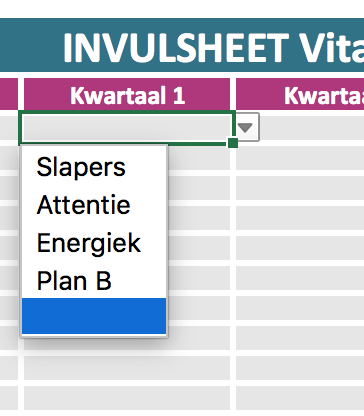 INVULSHEET Vita
Kwartaal 1
Kwartaa
Slapers
Attentie
Energiek
Plan B